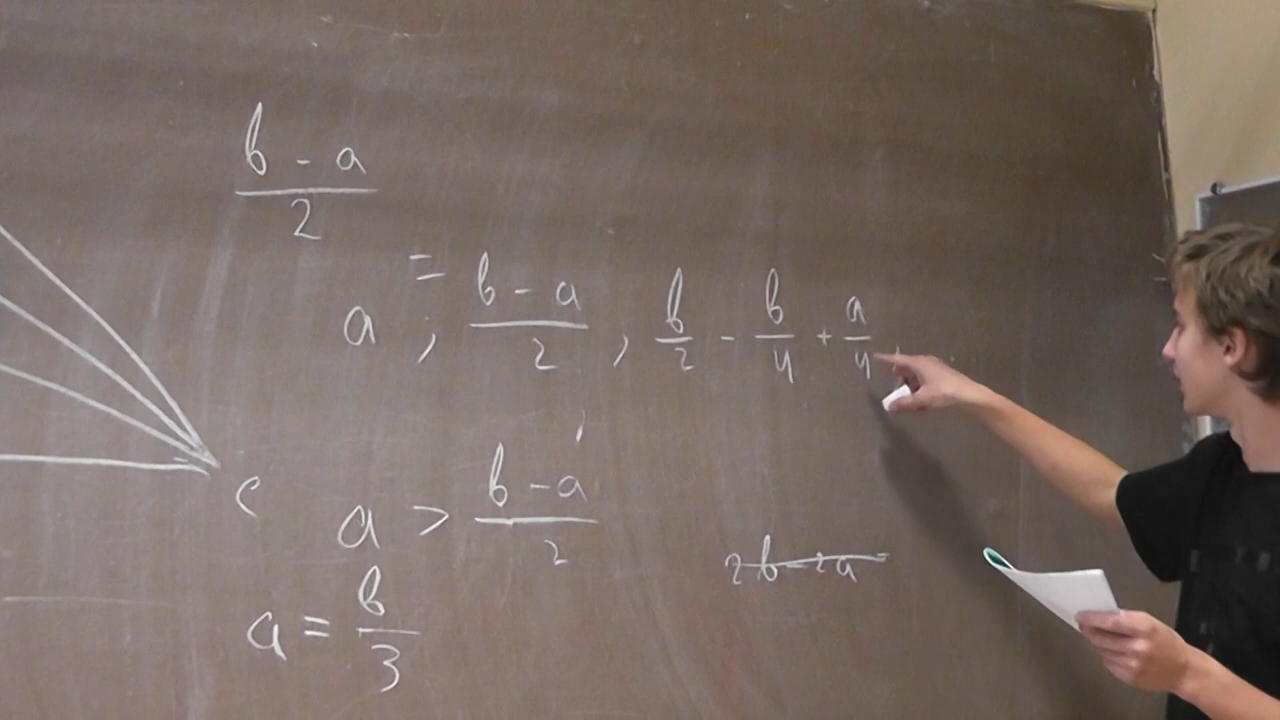 b - a
2
=
a ; b - a / 2 , b/2 - b/4 + a/4
c a > b - a / 2
2b - 2a
a = b/3